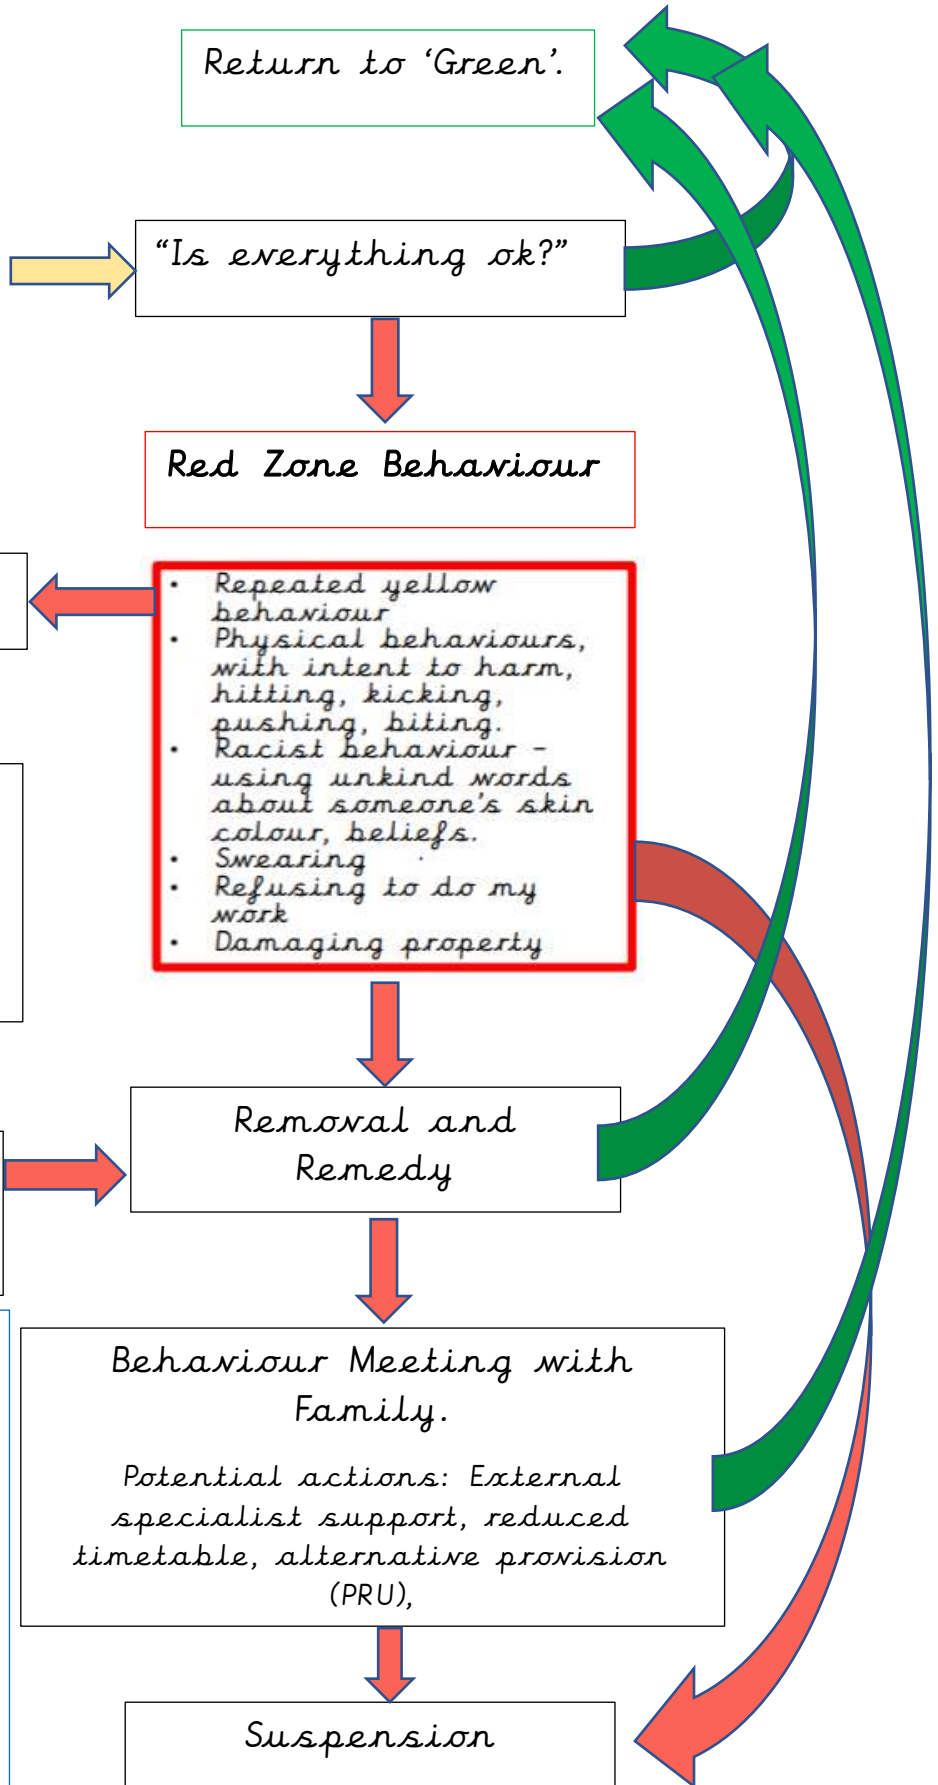 Return to ‘Green’.
“Is everything ok?”
Red Zone Behaviour
• Repeated yellow
behaviour
• Physical behaviours,
with intent to harm,
hitting, kicking,
pushing, biting.
• Racist behaviour –
using unkind words
about someone's skin
colour, beliefs.
• Swearing
• Refusing to do my
work
• Damaging property
Removal and
Remedy
Behaviour Meeting with
Family.
Potential actions: External
specialist support, reduced
timetable, alternative provision
(PRU),
Suspension